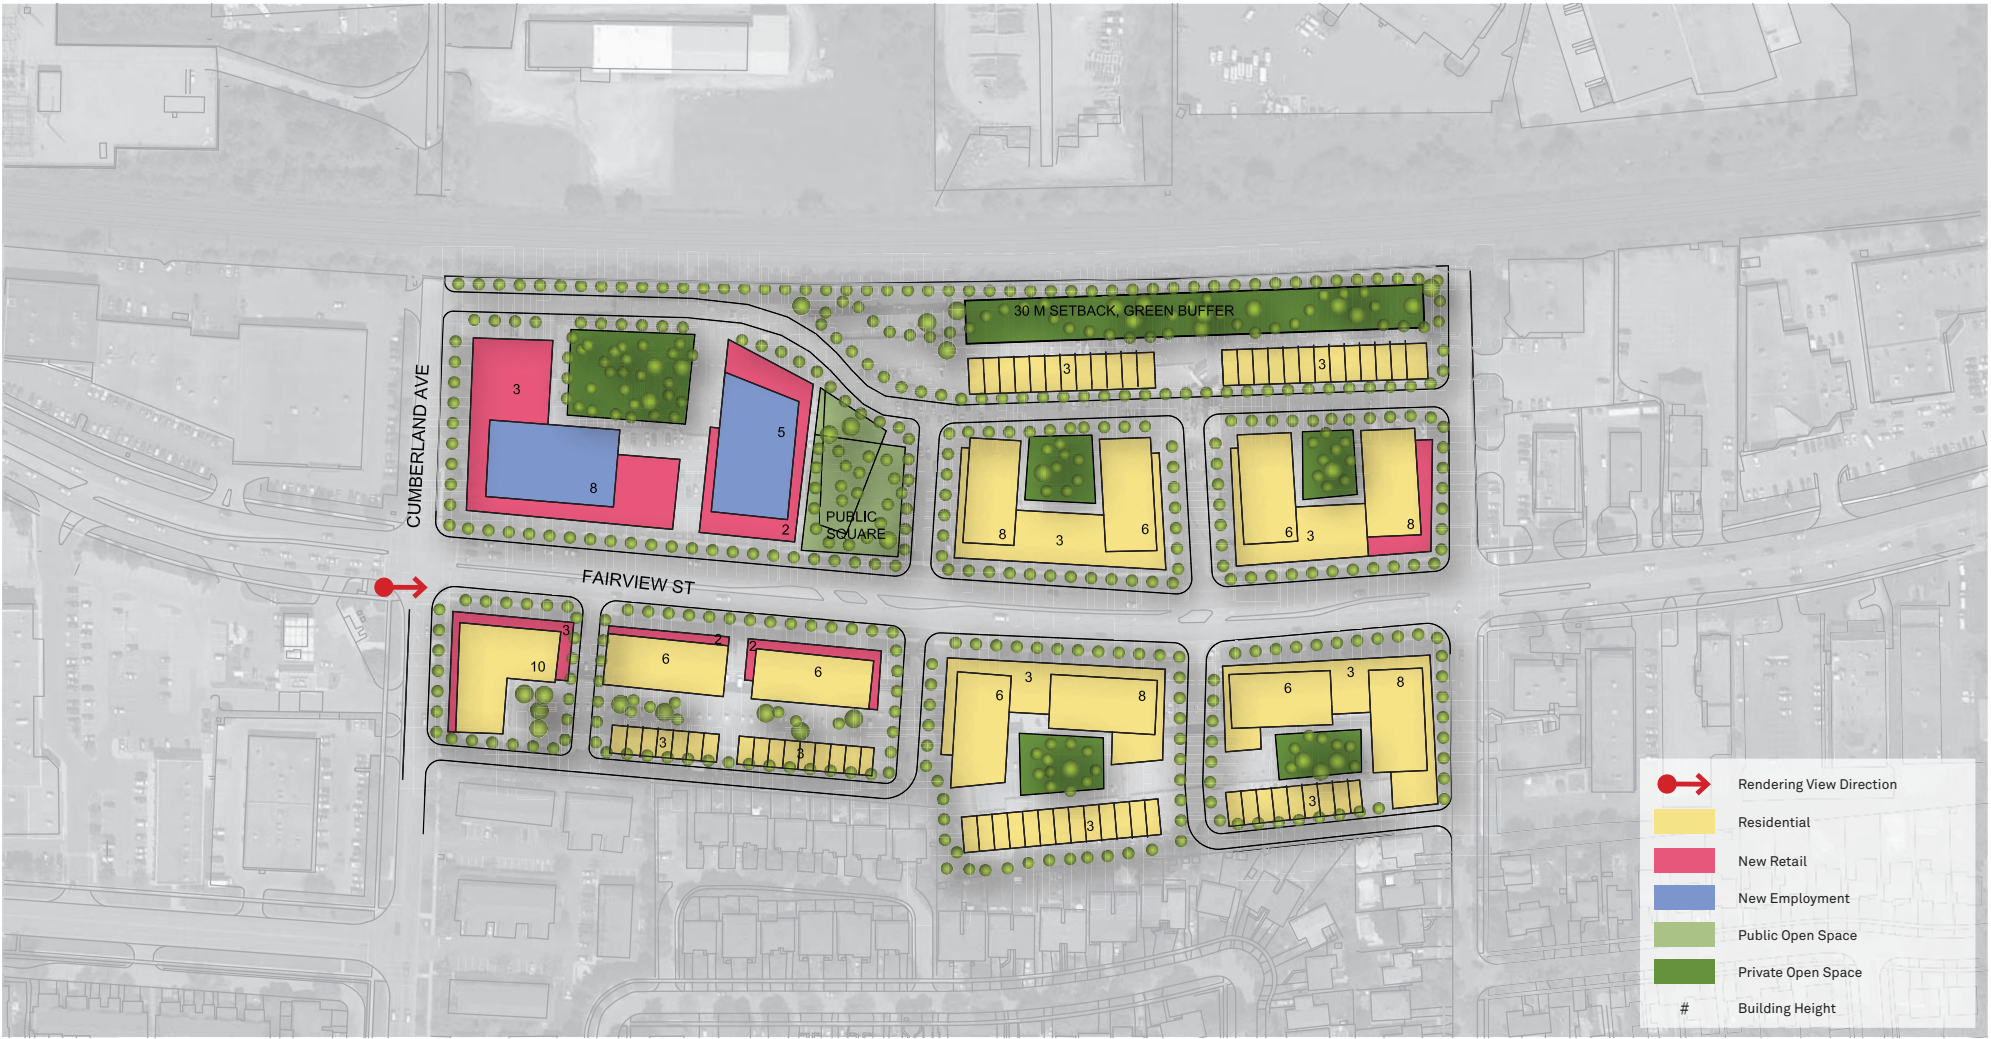 30 M SETBACK, GREEN BUFFER
3
3
3
5
8
2
PUBLIC
SQUARE
8
3
6
6
3
8
CUMBERLAND AVE
FAIRVIEW ST
3
10
2
6
2
6
3
3
3
6
8
3
3
6
8
3
Rendering View Direction
Residential
New Retail
New Employment
Public Open Space
Private Open Space
# Building Height